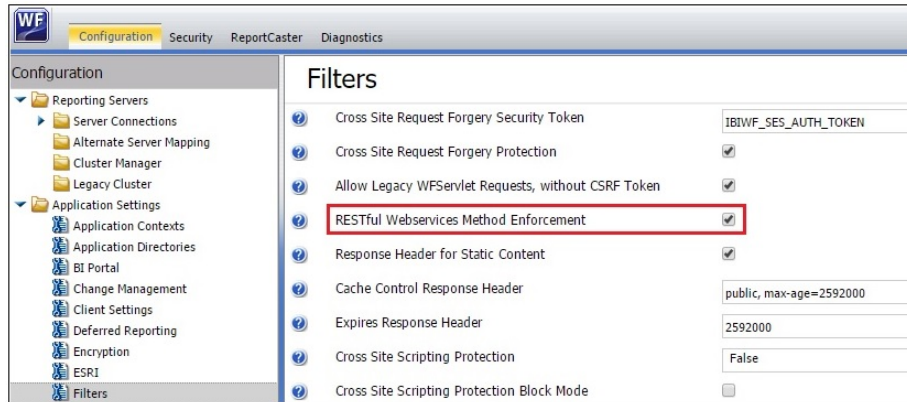 WF
Configuration Security ReportCaster Diagnostics
Configuration
Reporting Servers
Server Connections
Alternate Server Mapping
Cluster Manager
Legacy Cluster
Application Settings
Application Contexts
Application Directories
BI Portal
Change Management
Client Settings
Deferred Reporting
Encryption
ESRI
Filters
Filters
Cross Site Request Forgery Security Token IBIWF_SES_AUTH_TOKEN
Cross Site Request Forgery Protection
Allow Legacy WFServlet Requests, without CSRF Token
RESTful Webservices Method Enforcement
Response Header for Static Content
Cache Control Response Header public, max-age=2592000
Expires Response Header 2592000
Cross Site Scripting Protection False
Cross Site Scripting Protection Block Mode